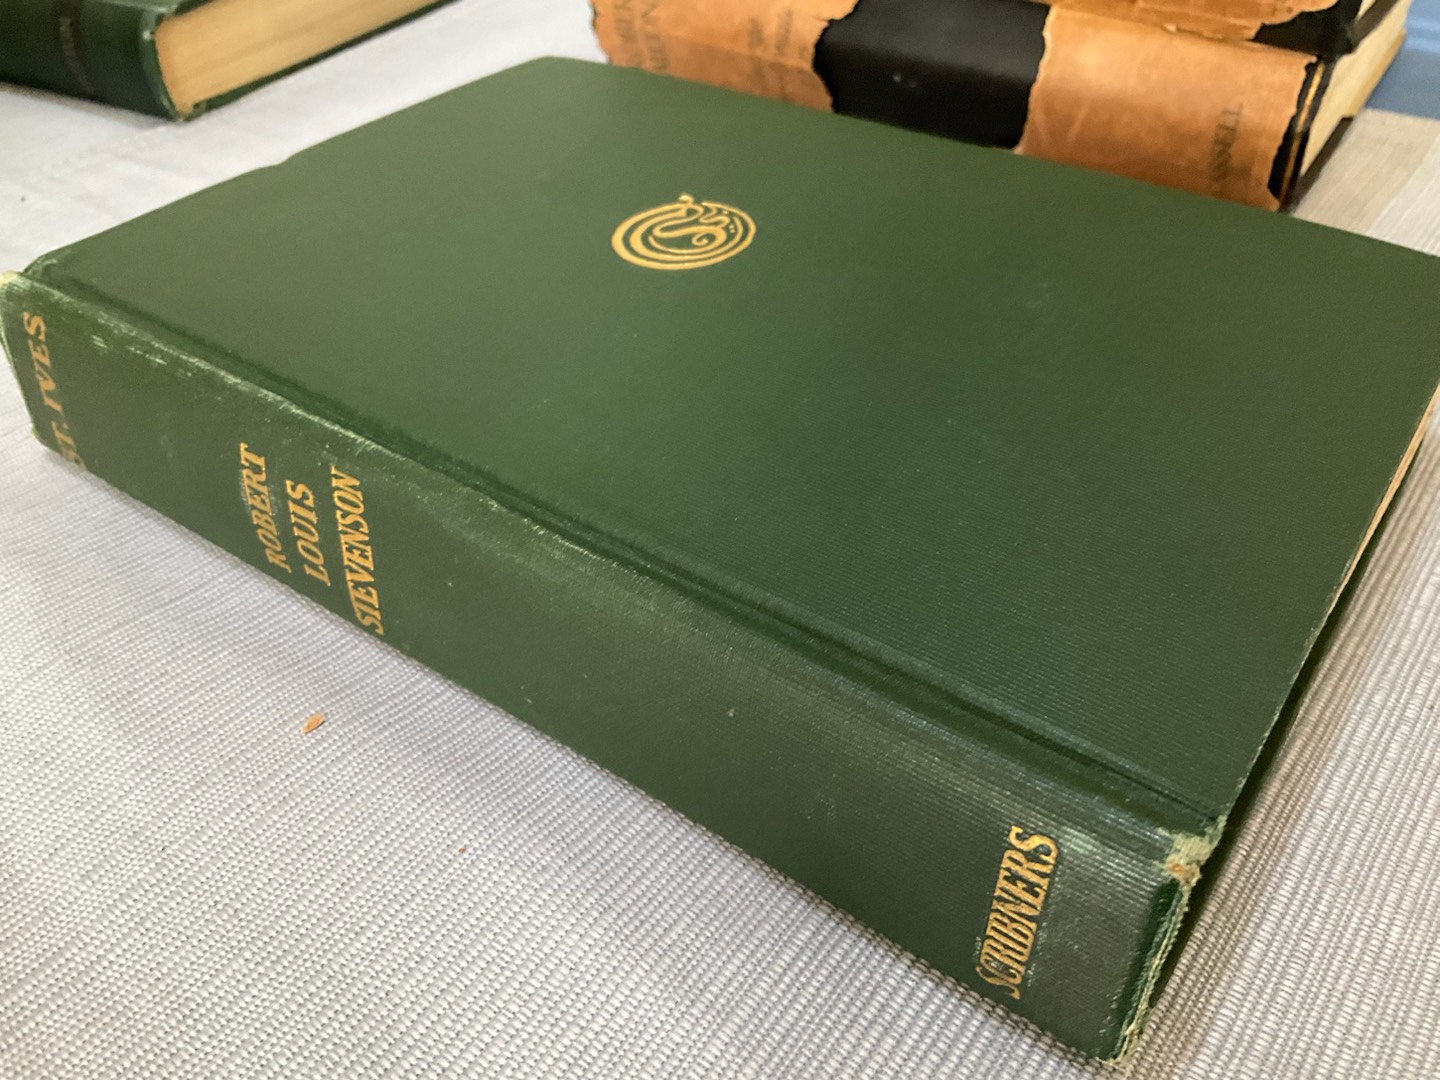 ST. IVES
ROBERT
LOUIS
STEVENSON
SCRIBNERS